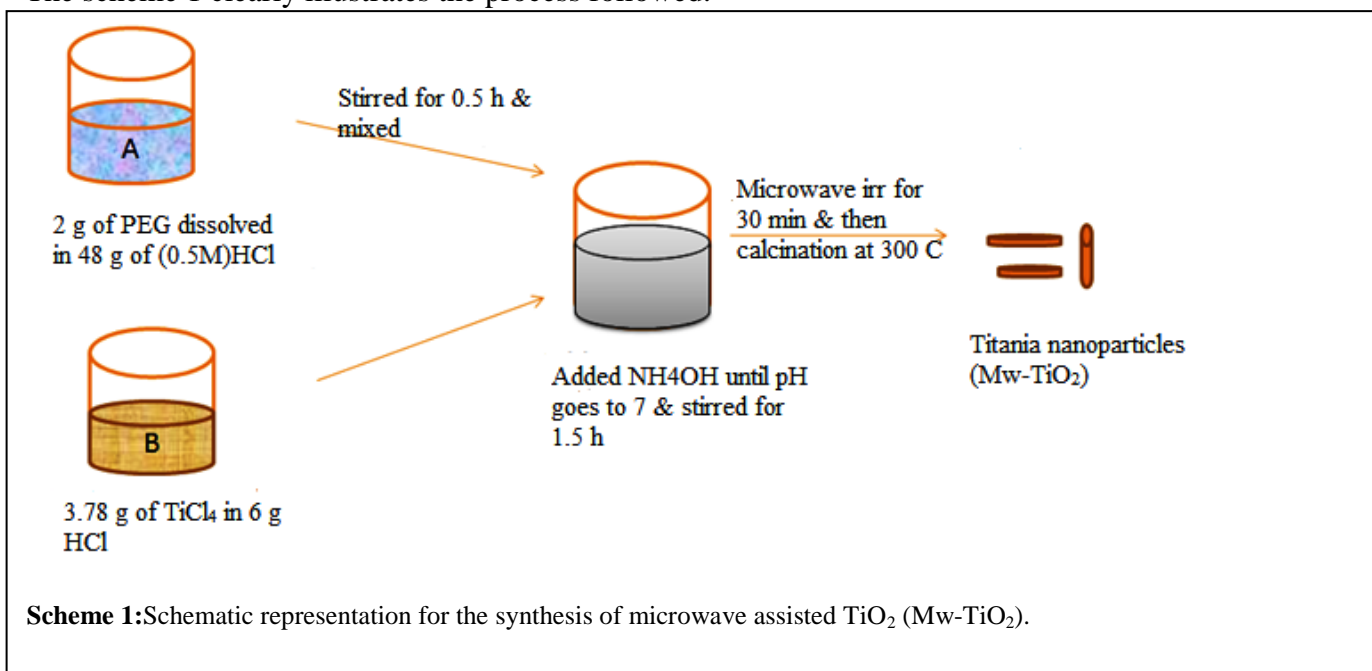 The scheme 1 clearly illustrates the process followed.
A
Stirred for 0.5 h &
mixed
2 g of PEG dissolved
in 48 g of (0.5M)HCl
Microwave irr for
30 min & then
calcination at 300 C
B
Added NH4OH until pH
goes to 7 & stirred for
1.5 h
Titania nanoparticles
(Mw-TiO₂)
3.78 g of TiCl₄ in 6 g
HCl
Scheme 1:Schematic representation for the synthesis of microwave assisted TiO₂ (Mw-TiO₂).